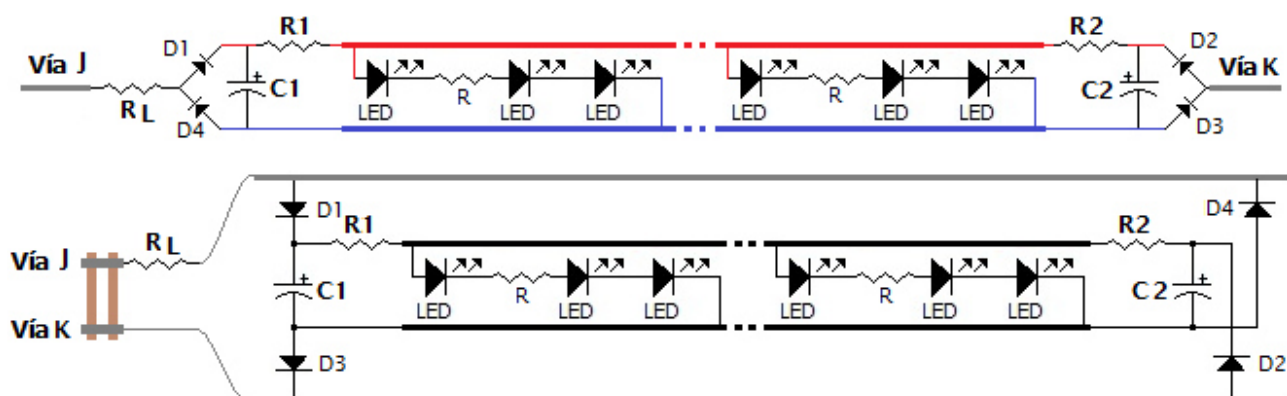 R1 R2
D1 D2
Vía J Vía K
+ +
C1 C2
R L R R
D4 LED LED LED LED LED LED D3
D1 D4
R1 R2
Vía J R L
+ +
C1 R R C2
LED LED LED LED LED LED
Vía K
D3 D2